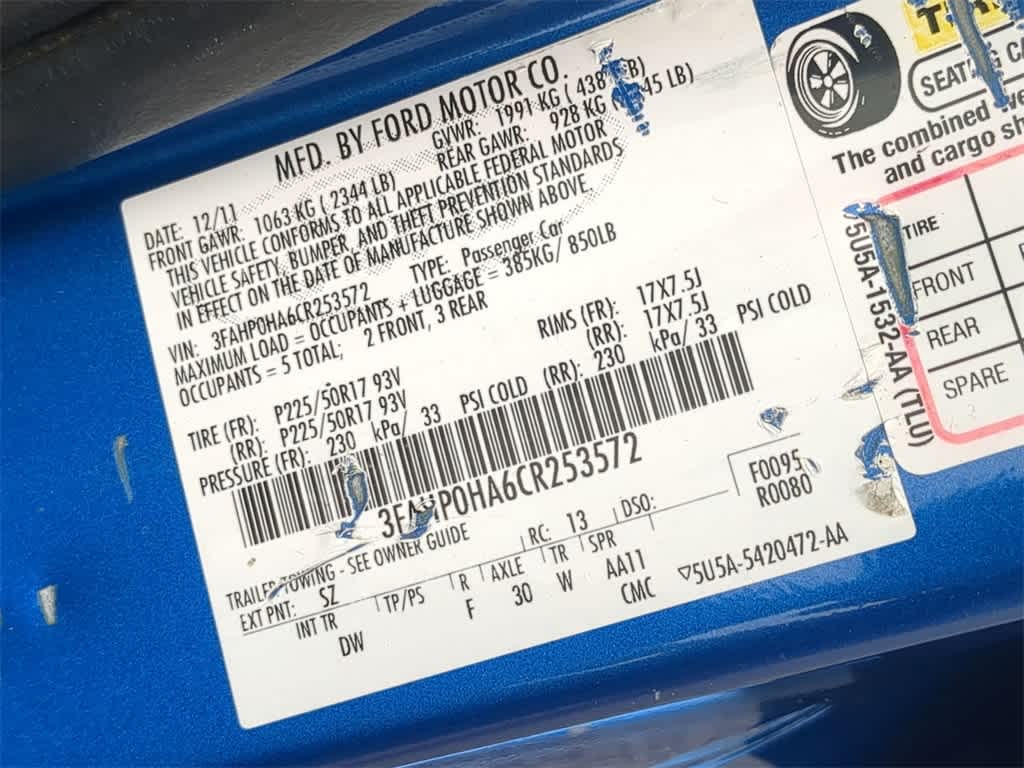 MFD. BY FORD MOTOR CO.
DATE: 12/11 GVWR: 1991 KG ( 438 LB)
FRONT GAWR: 1063 KG ( 2344 LB) REAR GAWR: 928 KG ( 45 LB)
THIS VEHICLE CONFORMS TO ALL APPLICABLE FEDERAL MOTOR
VEHICLE SAFETY, BUMPER, AND THEFT PREVENTION STANDARDS
IN EFFECT ON THE DATE OF MANUFACTURE SHOWN ABOVE.
VIN: 3FAHP0HA6CR253572 TYPE: Passenger Car
MAXIMUM LOAD = OCCUPANTS + LUGGAGE = 385KG/ 850LB
OCCUPANTS = 5 TOTAL; 2 FRONT, 3 REAR
TIRE (FR): P225/50R17 93V RIMS (FR): 17X7.5J
(RR): P225/50R17 93V (RR): 17X7.5J
PRESSURE (FR): 230 kPa/ 33 PSI COLD (RR): 230 kPa/ 33 PSI COLD
3FAHP0HA6CR253572
F0095
R0080
TRAILER TOWING - SEE OWNER GUIDE RC: 13 DSO:
EXT PNT: SZ
INT TR TP/PS R AXLE TR SPR
DW F 30 W AA11
CMC
▽5U5A-5420472-AA
SEATING
The combined
and cargo
5U5A-1532-AA (TLU)
TIRE
FRONT
REAR
SPARE